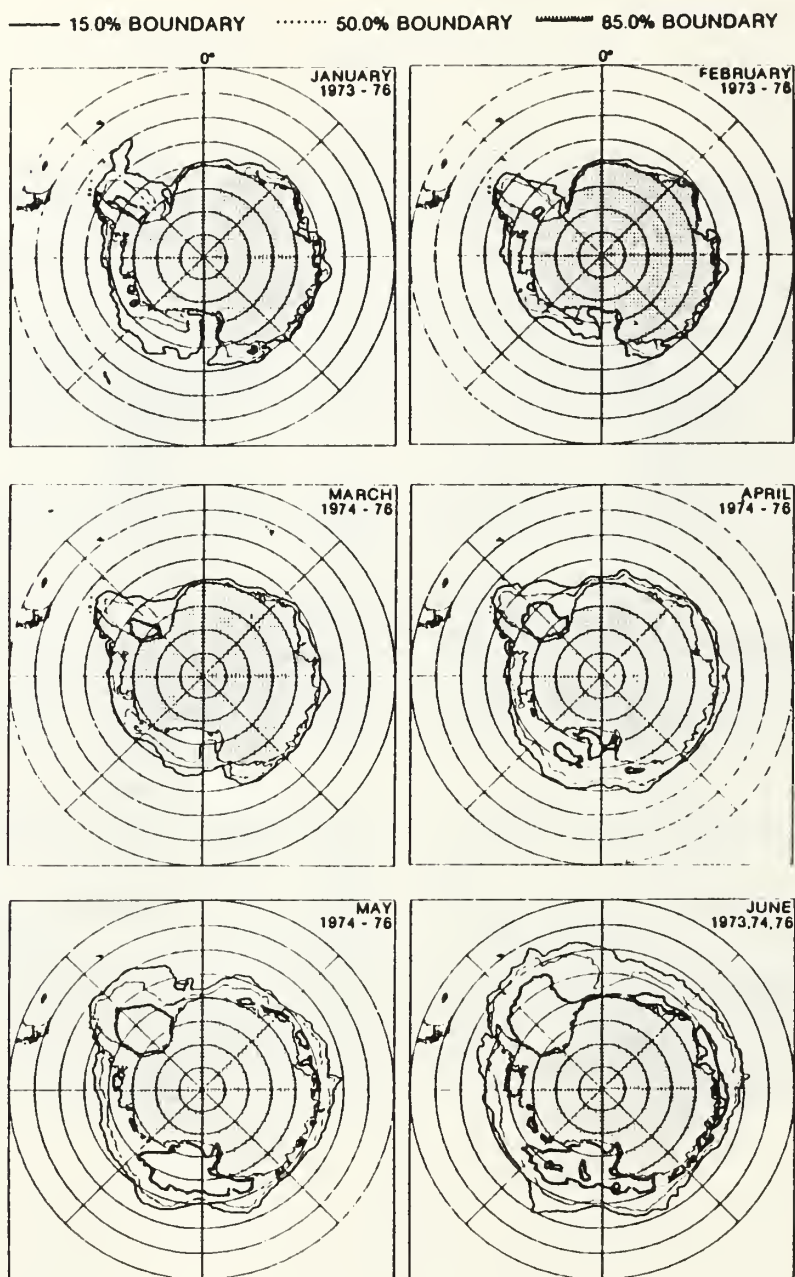 15.0% BOUNDARY 50.0% BOUNDARY 85.0% BOUNDARY
0°
JANUARY
1973 - 76
0°
FEBRUARY
1973 - 76
MARCH
1974 - 76
APRIL
1974 - 76
MAY
1974 - 76
JUNE
1973,74,76